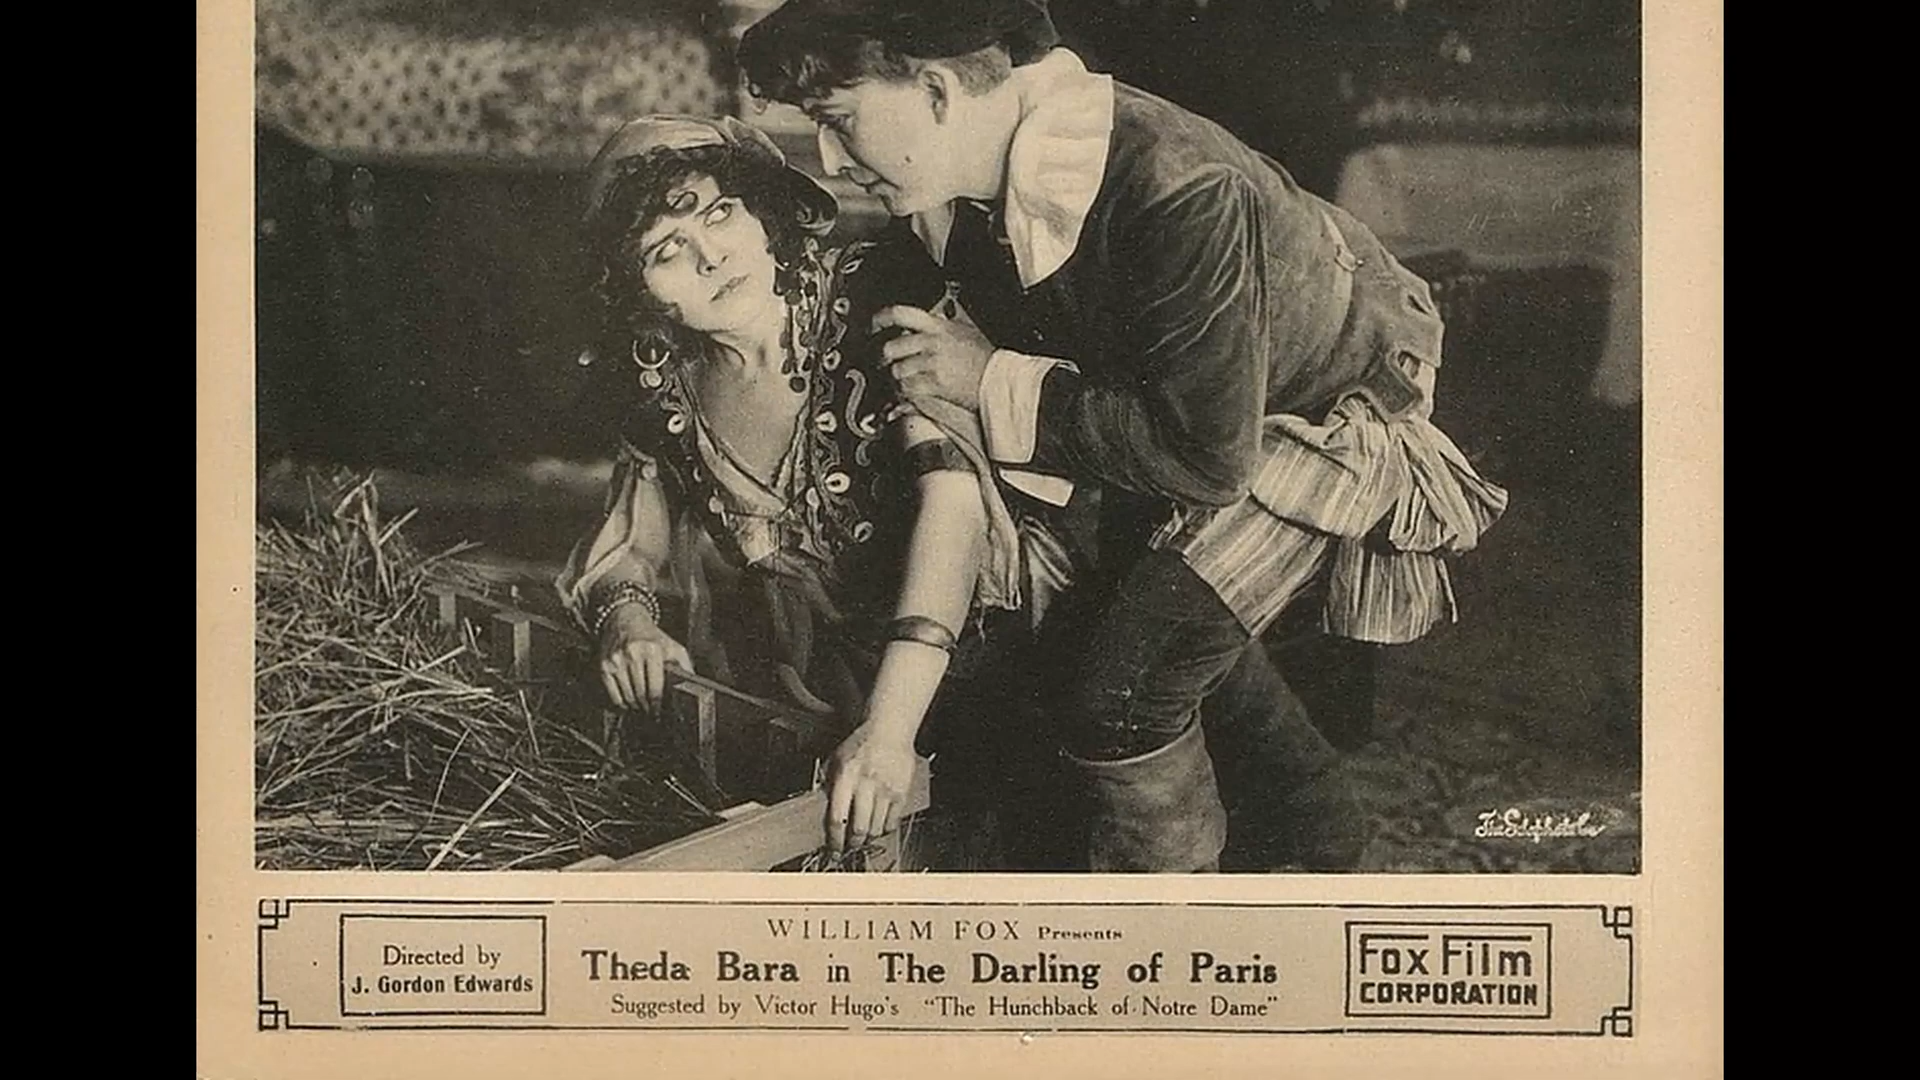 Directed by
J. Gordon Edwards
WILLIAM FOX Presents
Theda Bara in The Darling of Paris
Suggested by Victor Hugo's "The Hunchback of Notre Dame"
Fox Film
CORPORATION